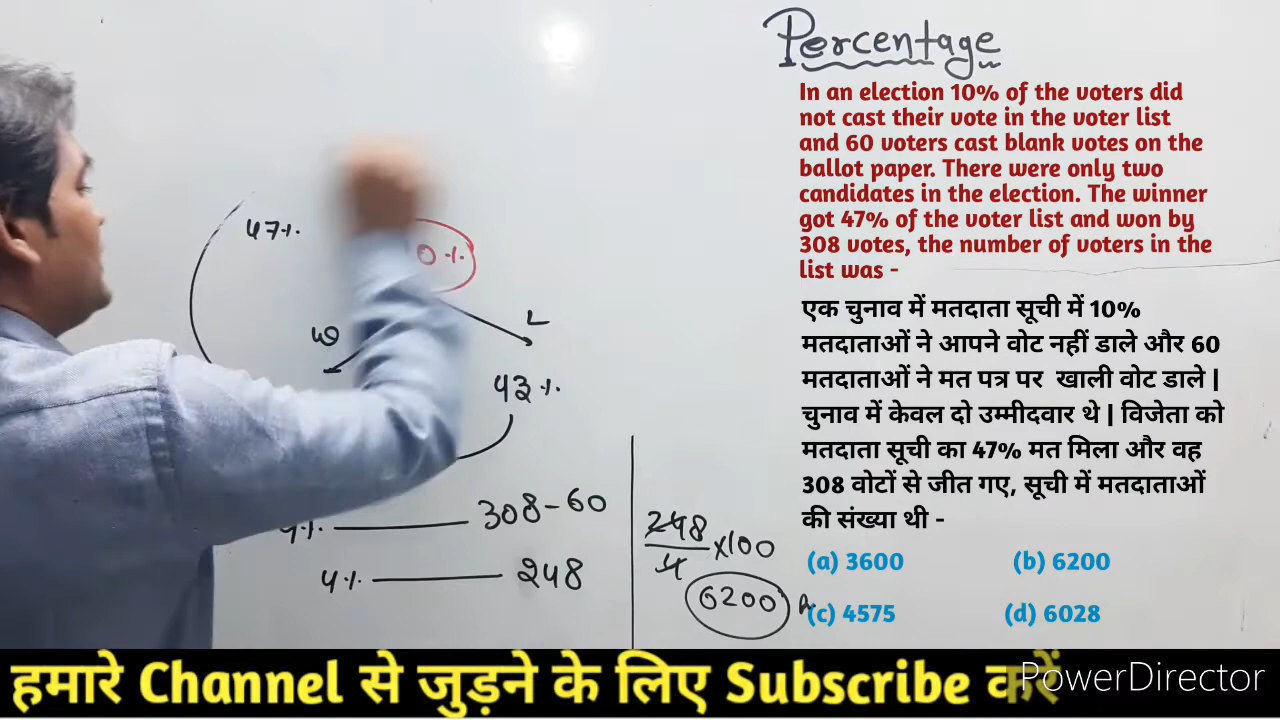 Percentage
In an election 10% of the voters did
not cast their vote in the voter list
and 60 voters cast blank votes on the
ballot paper. There were only two
candidates in the election. The winner
got 47% of the voter list and won by
308 votes, the number of voters in the
list was -
एक चुनाव में मतदाता सूची में 10%
मतदाताओं ने आपने वोट नहीं डाले और 60
मतदाताओं ने मत पत्र पर खाली वोट डाले |
चुनाव में केवल दो उम्मीदवार थे | विजेता को
मतदाता सूची का 47% मत मिला और वह
308 वोटों से जीत गए, सूची में मतदाताओं
की संख्या थी -
(a) 3600 (b) 6200
(c) 4575 (d) 6028
47%
0%
W L
43%
4% 308-60
4% 248
248/4 ×100
6200
हमारे Channel से जुड़ने के लिए Subscribe करें
PowerDirector